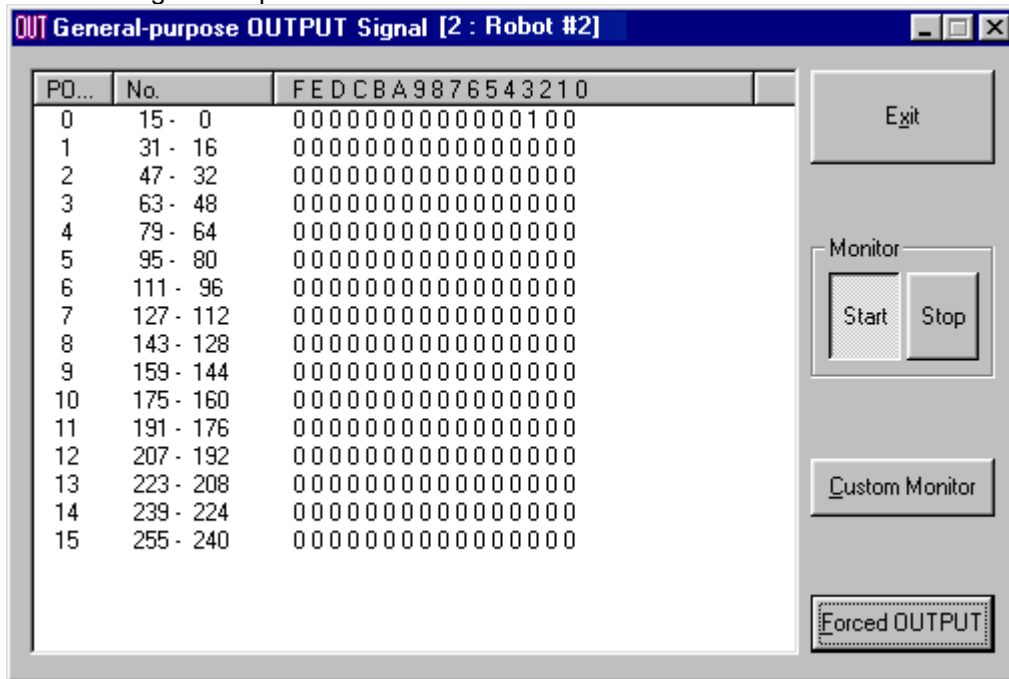 OUT General-purpose OUTPUT Signal [2 : Robot #2]
PO... No. F E D C B A 9 8 7 6 5 4 3 2 1 0
0 15 - 0 0 0 0 0 0 0 0 0 0 0 0 0 0 1 0 0
1 31 - 16 0 0 0 0 0 0 0 0 0 0 0 0 0 0 0 0
2 47 - 32 0 0 0 0 0 0 0 0 0 0 0 0 0 0 0 0
3 63 - 48 0 0 0 0 0 0 0 0 0 0 0 0 0 0 0 0
4 79 - 64 0 0 0 0 0 0 0 0 0 0 0 0 0 0 0 0
5 95 - 80 0 0 0 0 0 0 0 0 0 0 0 0 0 0 0 0
6 111 - 96 0 0 0 0 0 0 0 0 0 0 0 0 0 0 0 0
7 127 - 112 0 0 0 0 0 0 0 0 0 0 0 0 0 0 0 0
8 143 - 128 0 0 0 0 0 0 0 0 0 0 0 0 0 0 0 0
9 159 - 144 0 0 0 0 0 0 0 0 0 0 0 0 0 0 0 0
10 175 - 160 0 0 0 0 0 0 0 0 0 0 0 0 0 0 0 0
11 191 - 176 0 0 0 0 0 0 0 0 0 0 0 0 0 0 0 0
12 207 - 192 0 0 0 0 0 0 0 0 0 0 0 0 0 0 0 0
13 223 - 208 0 0 0 0 0 0 0 0 0 0 0 0 0 0 0 0
14 239 - 224 0 0 0 0 0 0 0 0 0 0 0 0 0 0 0 0
15 255 - 240 0 0 0 0 0 0 0 0 0 0 0 0 0 0 0 0
Exit
Monitor
Start Stop
Custom Monitor
Forced OUTPUT